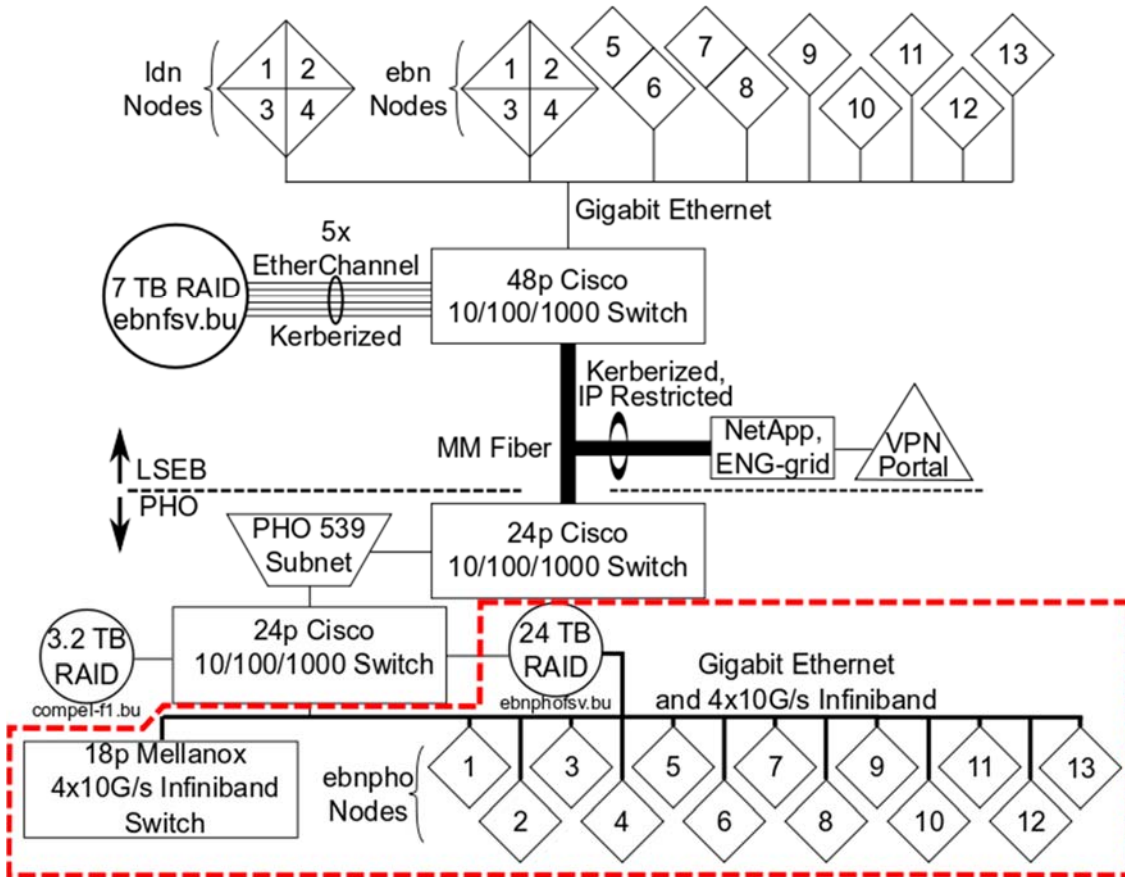 ldn
Nodes
1 2
3 4
ebn
Nodes
1 2
3 4
5
6
7
8
9
10
11
12
13
Gigabit Ethernet
5x
EtherChannel
7 TB RAID
ebnfsv.bu
Kerberized
48p Cisco
10/100/1000 Switch
Kerberized,
IP Restricted
MM Fiber
NetApp,
ENG-grid
VPN
Portal
LSEB
PHO
PHO 539
Subnet
24p Cisco
10/100/1000 Switch
3.2 TB
RAID
compel-f1.bu
24p Cisco
10/100/1000 Switch
24 TB
RAID
ebnphofsv.bu
Gigabit Ethernet
and 4x10G/s Infiniband
18p Mellanox
4x10G/s Infiniband
Switch
ebnpho
Nodes
1
2
3
4
5
6
7
8
9
10
11
12
13